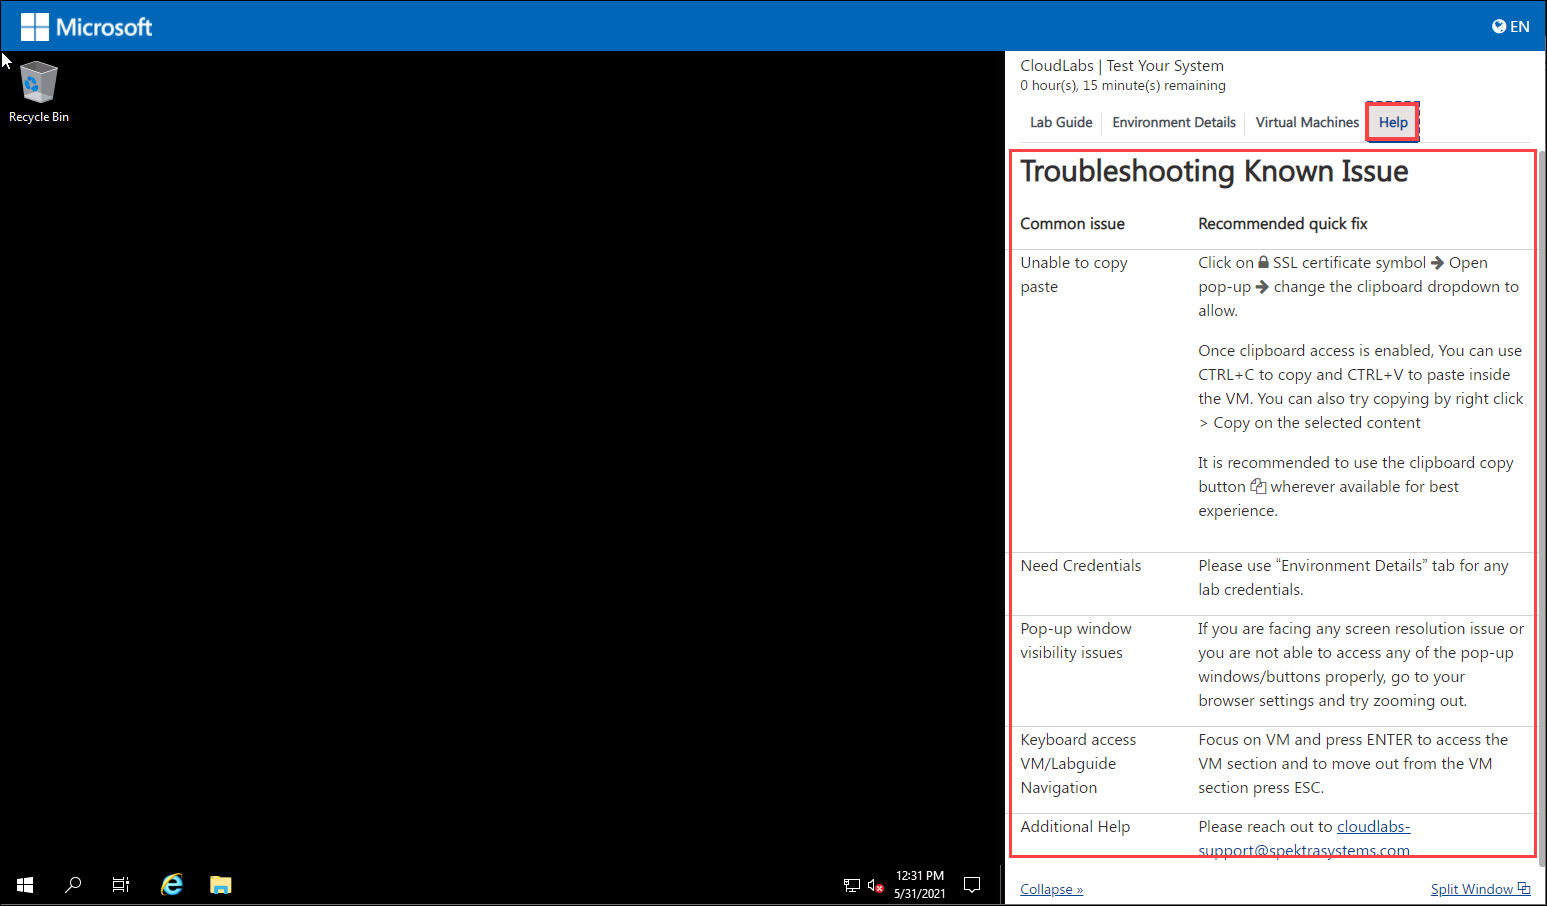 Microsoft
EN
Recycle Bin
CloudLabs | Test Your System
0 hour(s), 15 minute(s) remaining
Lab Guide Environment Details Virtual Machines Help
Troubleshooting Known Issue
Common issue Recommended quick fix
Unable to copy
paste
Click on SSL certificate symbol → Open
pop-up → change the clipboard dropdown to
allow.
Once clipboard access is enabled, You can use
CTRL+C to copy and CTRL+V to paste inside
the VM. You can also try copying by right click
> Copy on the selected content
It is recommended to use the clipboard copy
button wherever available for best
experience.
Need Credentials
Please use “Environment Details” tab for any
lab credentials.
Pop-up window
visibility issues
If you are facing any screen resolution issue or
you are not able to access any of the pop-up
windows/buttons properly, go to your
browser settings and try zooming out.
Keyboard access
VM/Labguide
Navigation
Focus on VM and press ENTER to access the
VM section and to move out from the VM
section press ESC.
Additional Help
Please reach out to cloudlabs-
support@spektrasystems.com
Collapse »
Split Window
12:31 PM
5/31/2021